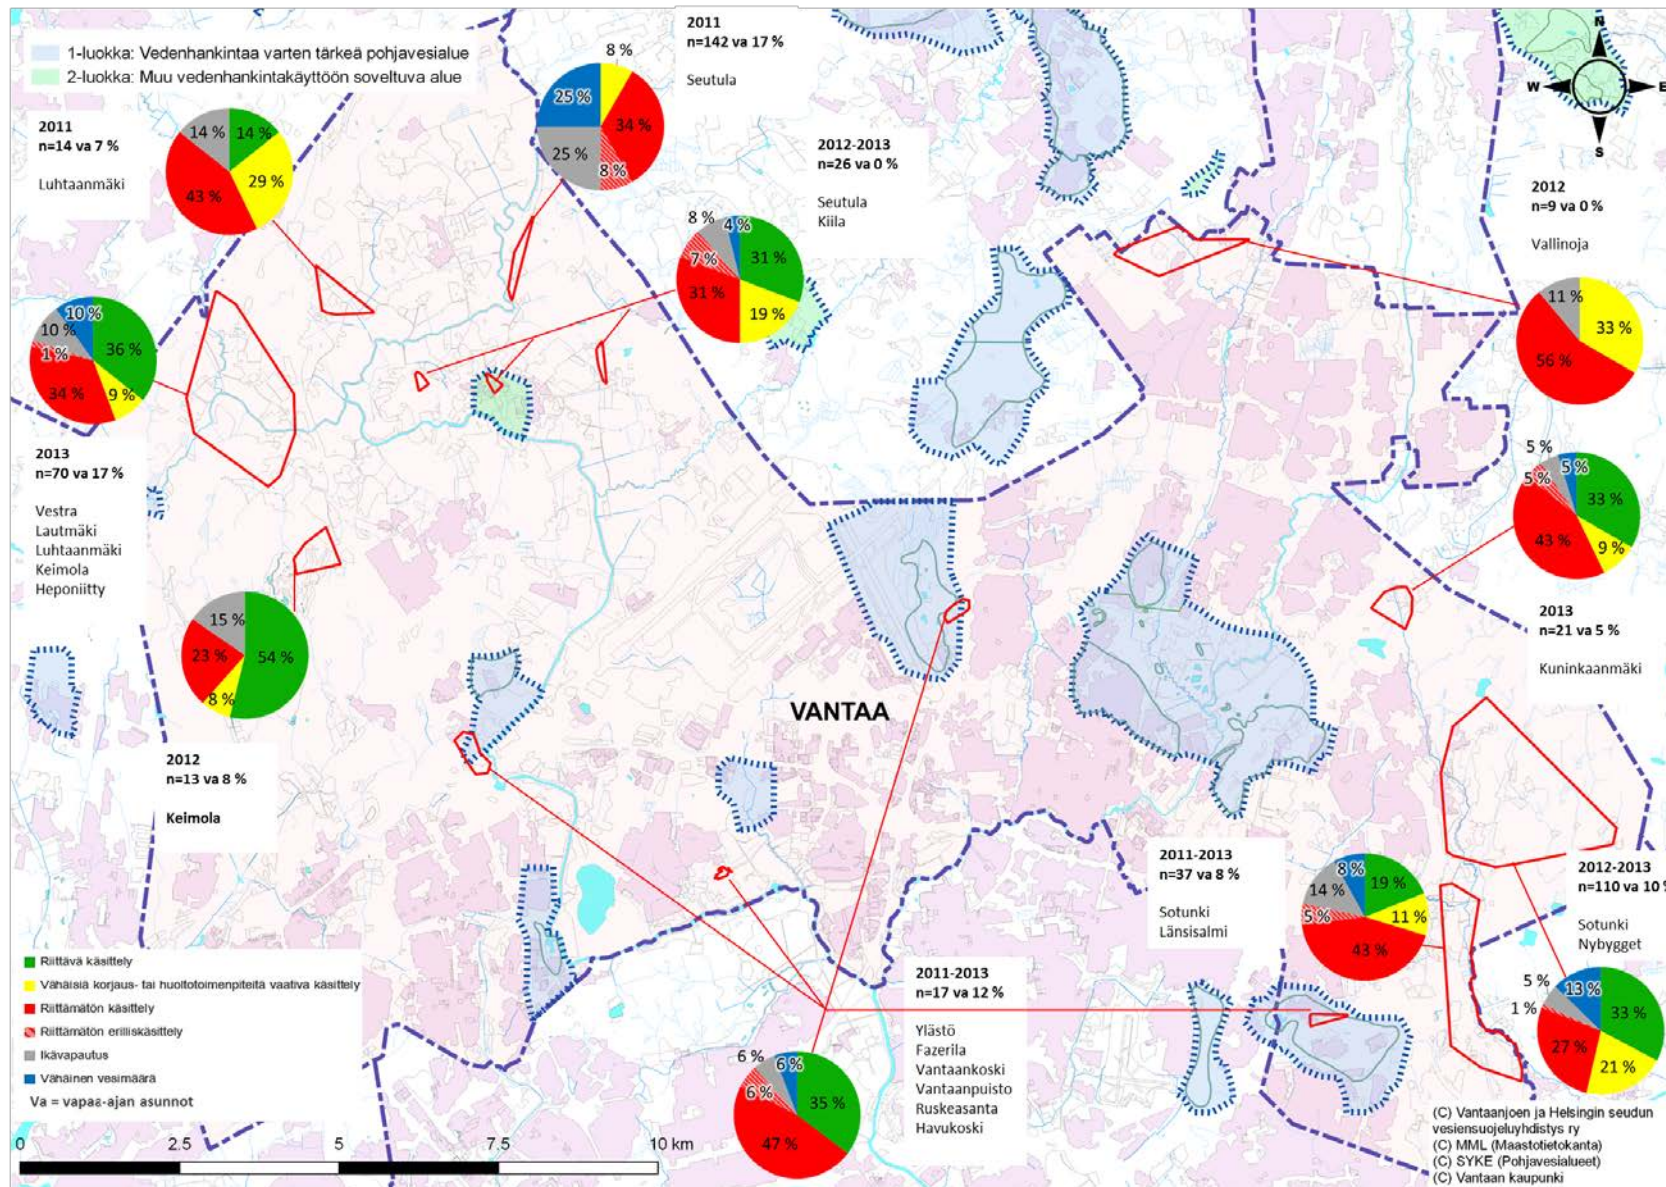 1-luokka: Vedenhankintaa varten tärkeä pohjavesialue
2-luokka: Muu vedenhankintakäyttöön soveltuva alue
2011
n=14 va 7 %
Luhtaanmäki
14 %
14 %
29 %
43 %
2011
n=142 va 17 %
Seutula
8 %
34 %
8 %
25 %
25 %
2012-2013
n=26 va 0 %
Seutula
Kiila
8 %
4 %
31 %
19 %
31 %
7 %
N
W
E
S
2012
n=9 va 0 %
Vallinoja
11 %
33 %
56 %
10 %
10 %
36 %
1 %
34 %
9 %
2013
n=70 va 17 %
Vestra
Lautmäki
Luhtaanmäki
Keimola
Heponiitty
5 %
5 %
5 %
33 %
43 %
9 %
2013
n=21 va 5 %
Kuninkaanmäki
15 %
23 %
54 %
8 %
2012
n=13 va 8 %
Keimola
VANTAA
2011-2013
n=37 va 8 %
Sotunki
Länsisalmi
8 %
14 %
19 %
5 %
11 %
43 %
2012-2013
n=110 va 10 %
Sotunki
Nybygget
5 %
13 %
1 %
33 %
27 %
21 %
2011-2013
n=17 va 12 %
Ylästö
Fazerila
Vantaankoski
Vantaanpuisto
Ruskeasanta
Havukoski
6 %
6 %
6 %
35 %
47 %
Riittävä käsittely
Vähäisiä korjaus- tai huoltotoimenpiteitä vaativa käsittely
Riittämätön käsittely
Riittämätön erilliskäsittely
Ikävapautus
Vähäinen vesimäärä
Va = vapaa-ajan asunnot
0 2.5 5 7.5 10 km
(C) Vantaanjoen ja Helsingin seudun
vesiensuojeluyhdistys ry
(C) MML (Maastotietokanta)
(C) SYKE (Pohjavesialueet)
(C) Vantaan kaupunki